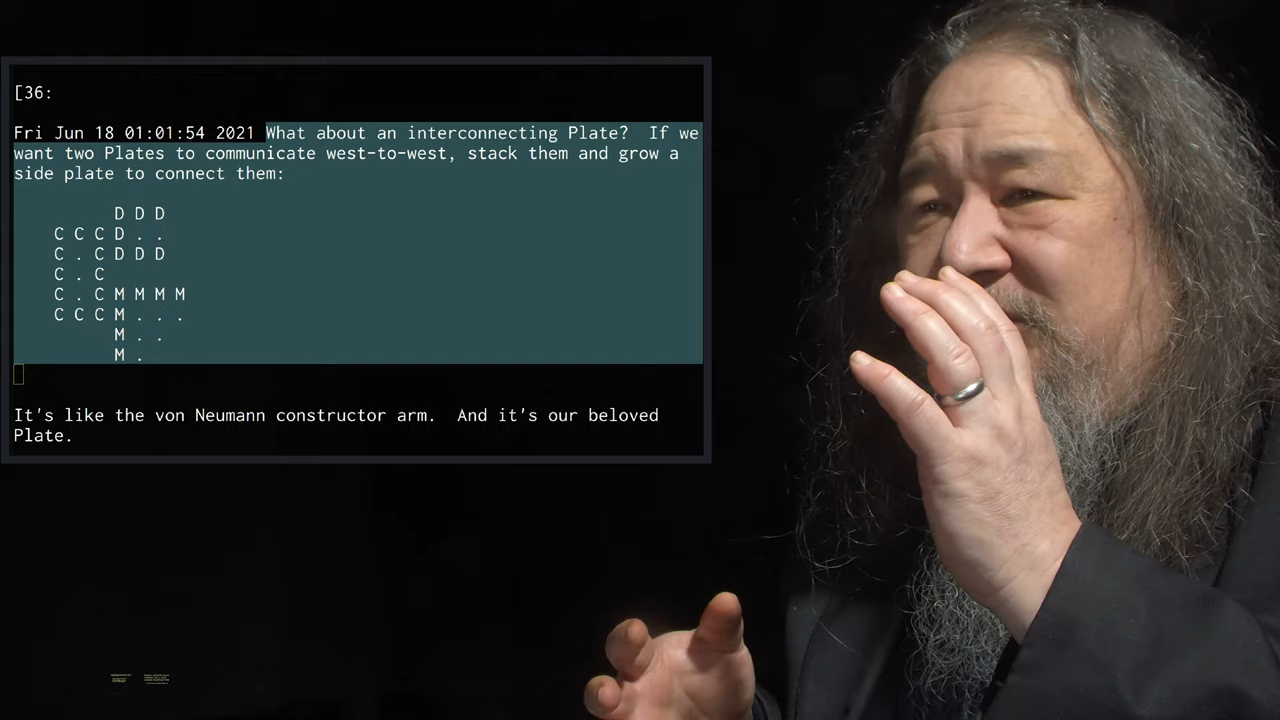 [36:
Fri Jun 18 01:01:54 2021 What about an interconnecting Plate?  If we
want two Plates to communicate west-to-west, stack them and grow a
side plate to connect them:
D D D
C C C D . .
C . C D D D
C . C
C . C M M M M
C C C M . . .
M . .
M .
It's like the von Neumann constructor arm.  And it's our beloved
Plate.